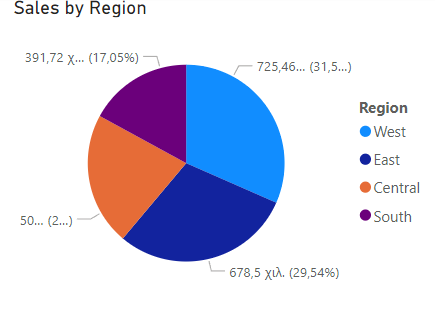 Sales by Region
391,72 χ... (17,05%)
725,46... (31,5...)
Region
West
East
Central
South
50... (2...)
678,5 χιλ. (29,54%)